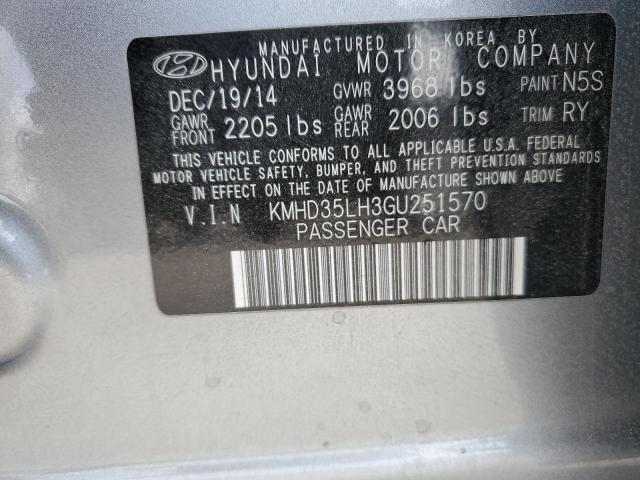 MANUFACTURED IN KOREA BY
HYUNDAI MOTOR COMPANY
DEC/19/14 GVWR 3968 lbs PAINT N5S
GAWR FRONT 2205 lbs GAWR REAR 2006 lbs TRIM RY
THIS VEHICLE CONFORMS TO ALL APPLICABLE U.S.A. FEDERAL
MOTOR VEHICLE SAFETY, BUMPER, AND THEFT PREVENTION STANDARDS
IN EFFECT ON THE DATE OF MANUFACTURE SHOWN ABOVE.
V.I.N KMHD35LH3GU251570
PASSENGER CAR